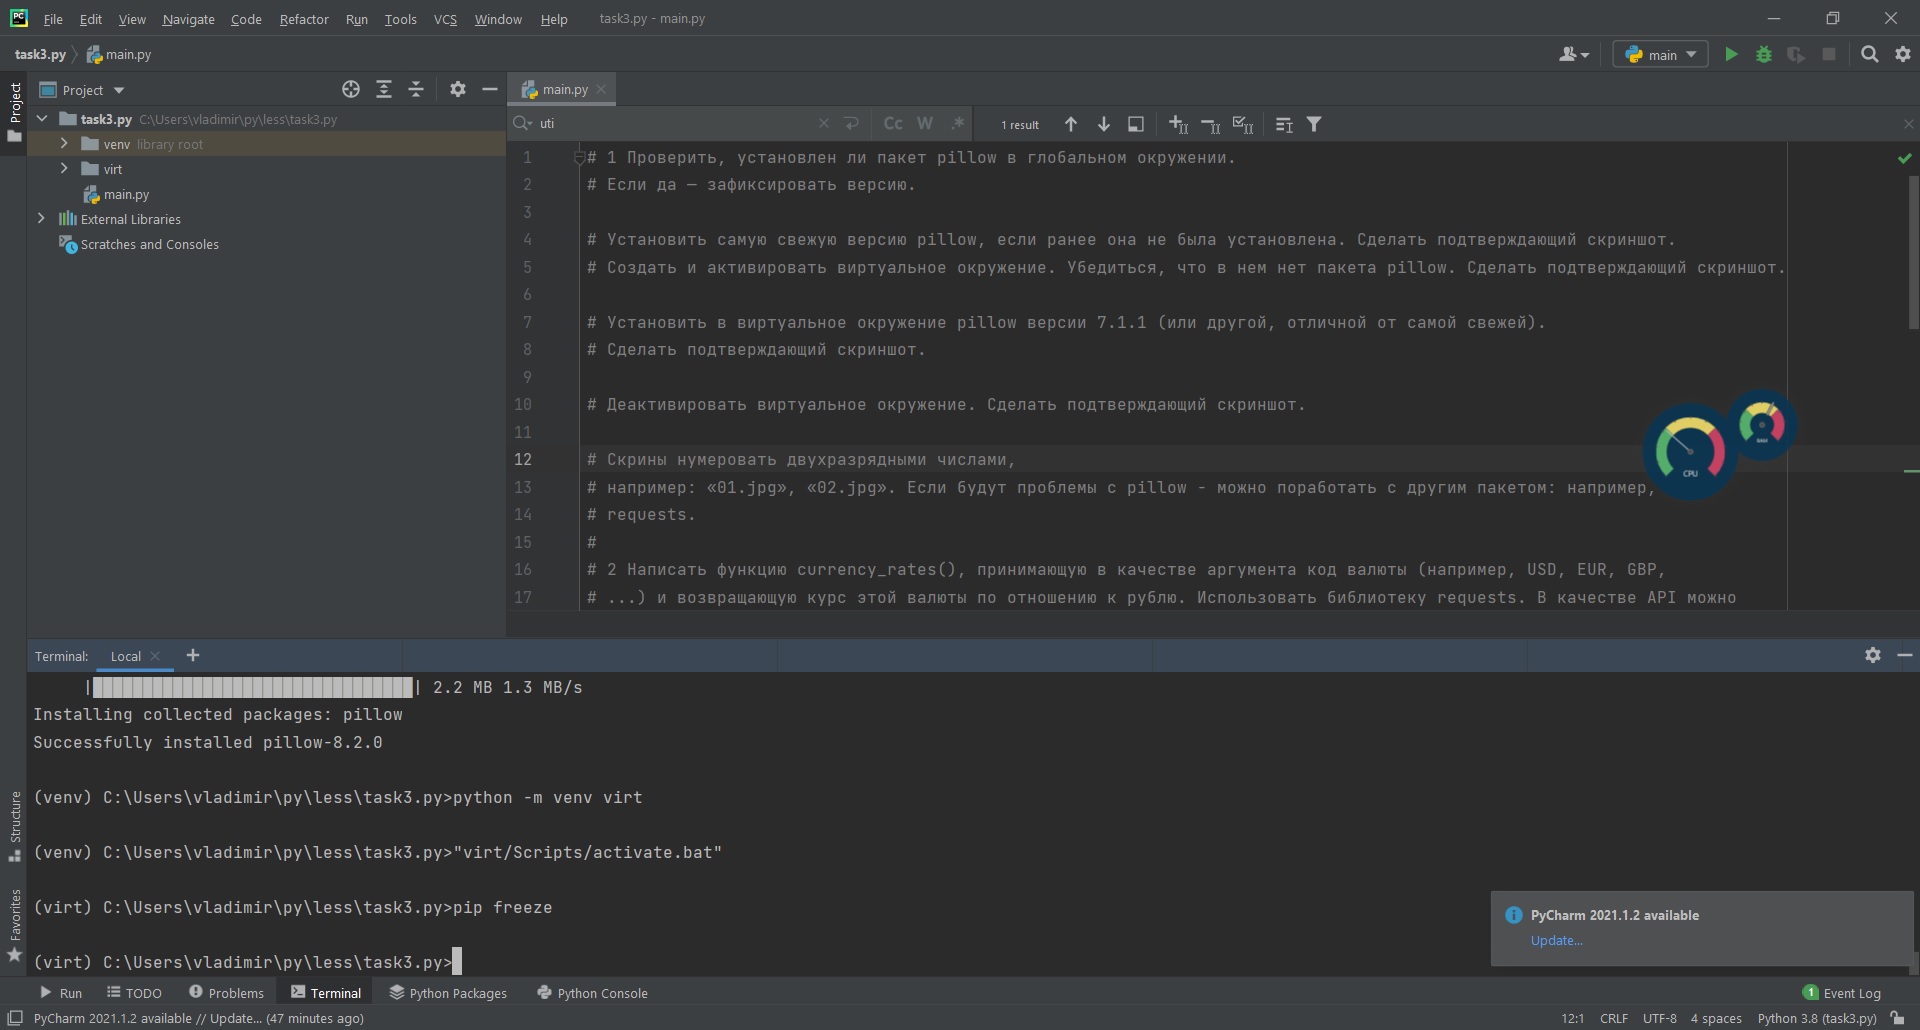 File Edit View Navigate Code Refactor Run Tools VCS Window Help task3.py - main.py
task3.py main.py
main
Project
Project
main.py
task3.py C:\Users\vladimir\py\less\task3.py
uti
Cc W .*
1 result
venv library root
virt
main.py
External Libraries
Scratches and Consoles
1 # 1 Проверить, установлен ли пакет pillow в глобальном окружении.
2 # Если да — зафиксировать версию.
3
4 # Установить самую свежую версию pillow, если ранее она не была установлена. Сделать подтверждающий скриншот.
5 # Создать и активировать виртуальное окружение. Убедиться, что в нем нет пакета pillow. Сделать подтверждающий скриншот.
6
7 # Установить в виртуальное окружение pillow версии 7.1.1 (или другой, отличной от самой свежей).
8 # Сделать подтверждающий скриншот.
9
10 # Деактивировать виртуальное окружение. Сделать подтверждающий скриншот.
11
12 # Скрины нумеровать двухразрядными числами,
13 # например: «01.jpg», «02.jpg». Если будут проблемы с pillow - можно поработать с другим пакетом: например,
14 # requests.
15 #
16 # 2 Написать функцию currency_rates(), принимающую в качестве аргумента код валюты (например, USD, EUR, GBP,
17 # ...) и возвращающую курс этой валюты по отношению к рублю. Использовать библиотеку requests. В качестве API можно
CPU
RAM
Terminal: Local
| 2.2 MB 1.3 MB/s
Installing collected packages: pillow
Successfully installed pillow-8.2.0
(venv) C:\Users\vladimir\py\less\task3.py>python -m venv virt
(venv) C:\Users\vladimir\py\less\task3.py>"virt/Scripts/activate.bat"
(virt) C:\Users\vladimir\py\less\task3.py>pip freeze
(virt) C:\Users\vladimir\py\less\task3.py>
Structure
Favorites
PyCharm 2021.1.2 available
Update...
Run TODO Problems Terminal Python Packages Python Console
1 Event Log
PyCharm 2021.1.2 available // Update... (47 minutes ago)
12:1 CRLF UTF-8 4 spaces Python 3.8 (task3.py)